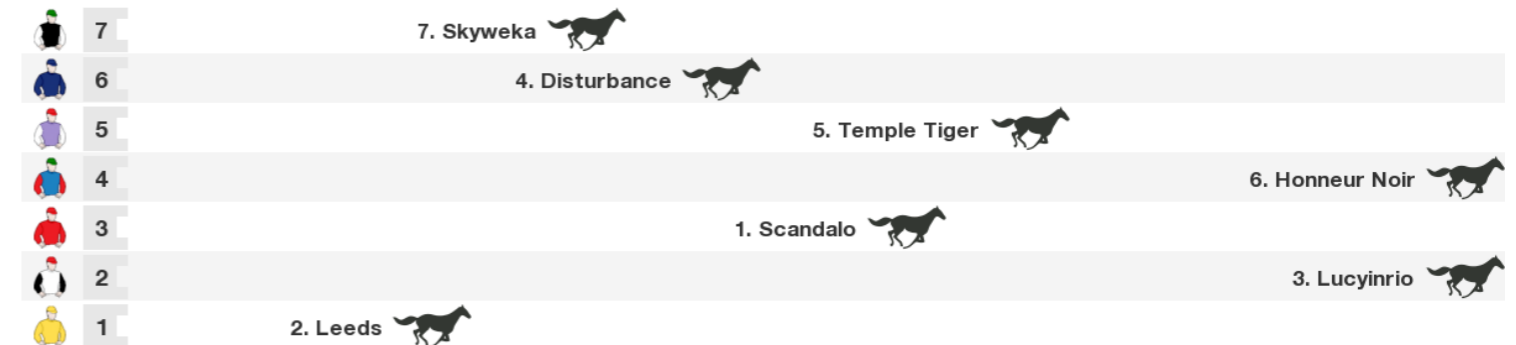 7 7. Skyweka
6 4. Disturbance
5 5. Temple Tiger
4 6. Honneur Noir
3 1. Scandalo
2 3. Lucyinrio
1 2. Leeds